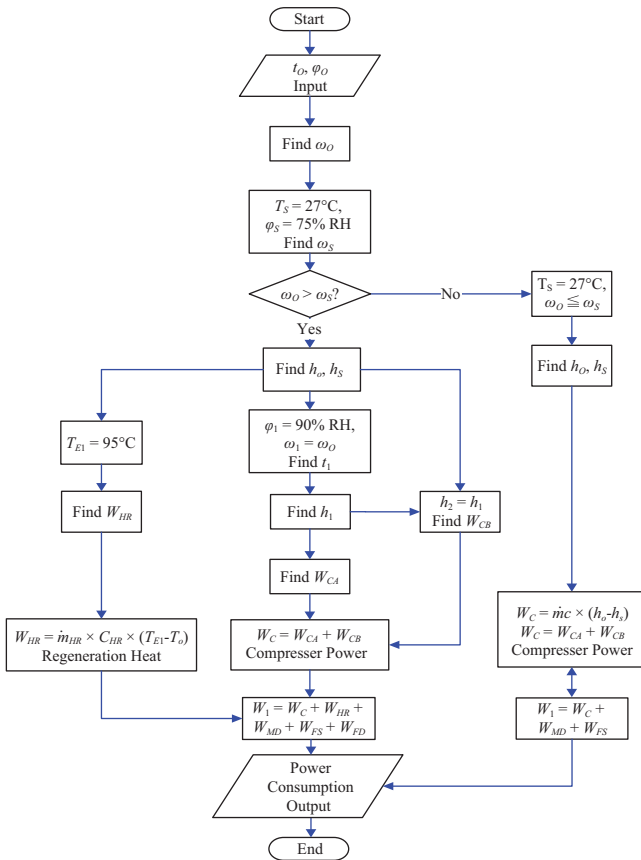 Start
t_O, φ_O
Input
Find ω_O
T_S = 27°C,
φ_S = 75% RH
Find ω_S
ω_O > ω_S?
No
T_S = 27°C,
ω_O ≦ ω_S
Yes
Find h_o, h_S
Find h_O, h_S
T_E1 = 95°C
φ_1 = 90% RH,
ω_1 = ω_O
Find t_1
Find W_HR
Find h_1
h_2 = h_1
Find W_CB
Find W_CA
W_HR = ṁ_HR × C_HR × (T_E1-T_o)
Regeneration Heat
W_C = W_CA + W_CB
Compresser Power
W_C = ṁc × (h_o-h_s)
W_C = W_CA + W_CB
Compresser Power
W_1 = W_C + W_HR +
W_MD + W_FS + W_FD
W_1 = W_C +
W_MD + W_FS
Power
Consumption
Output
End